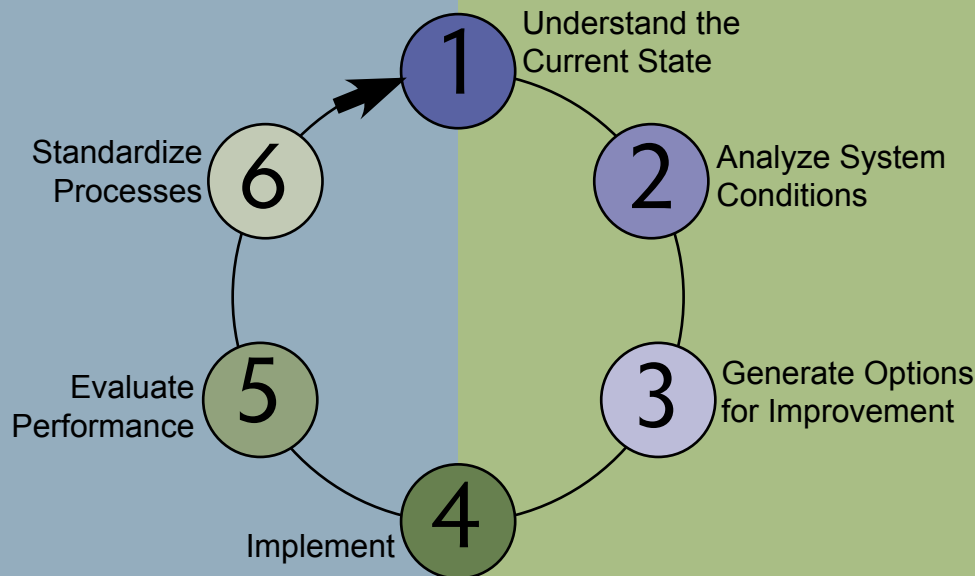 1
Understand the
Current State
2
Analyze System
Conditions
3
Generate Options
for Improvement
4
Implement
5
Evaluate
Performance
6
Standardize
Processes